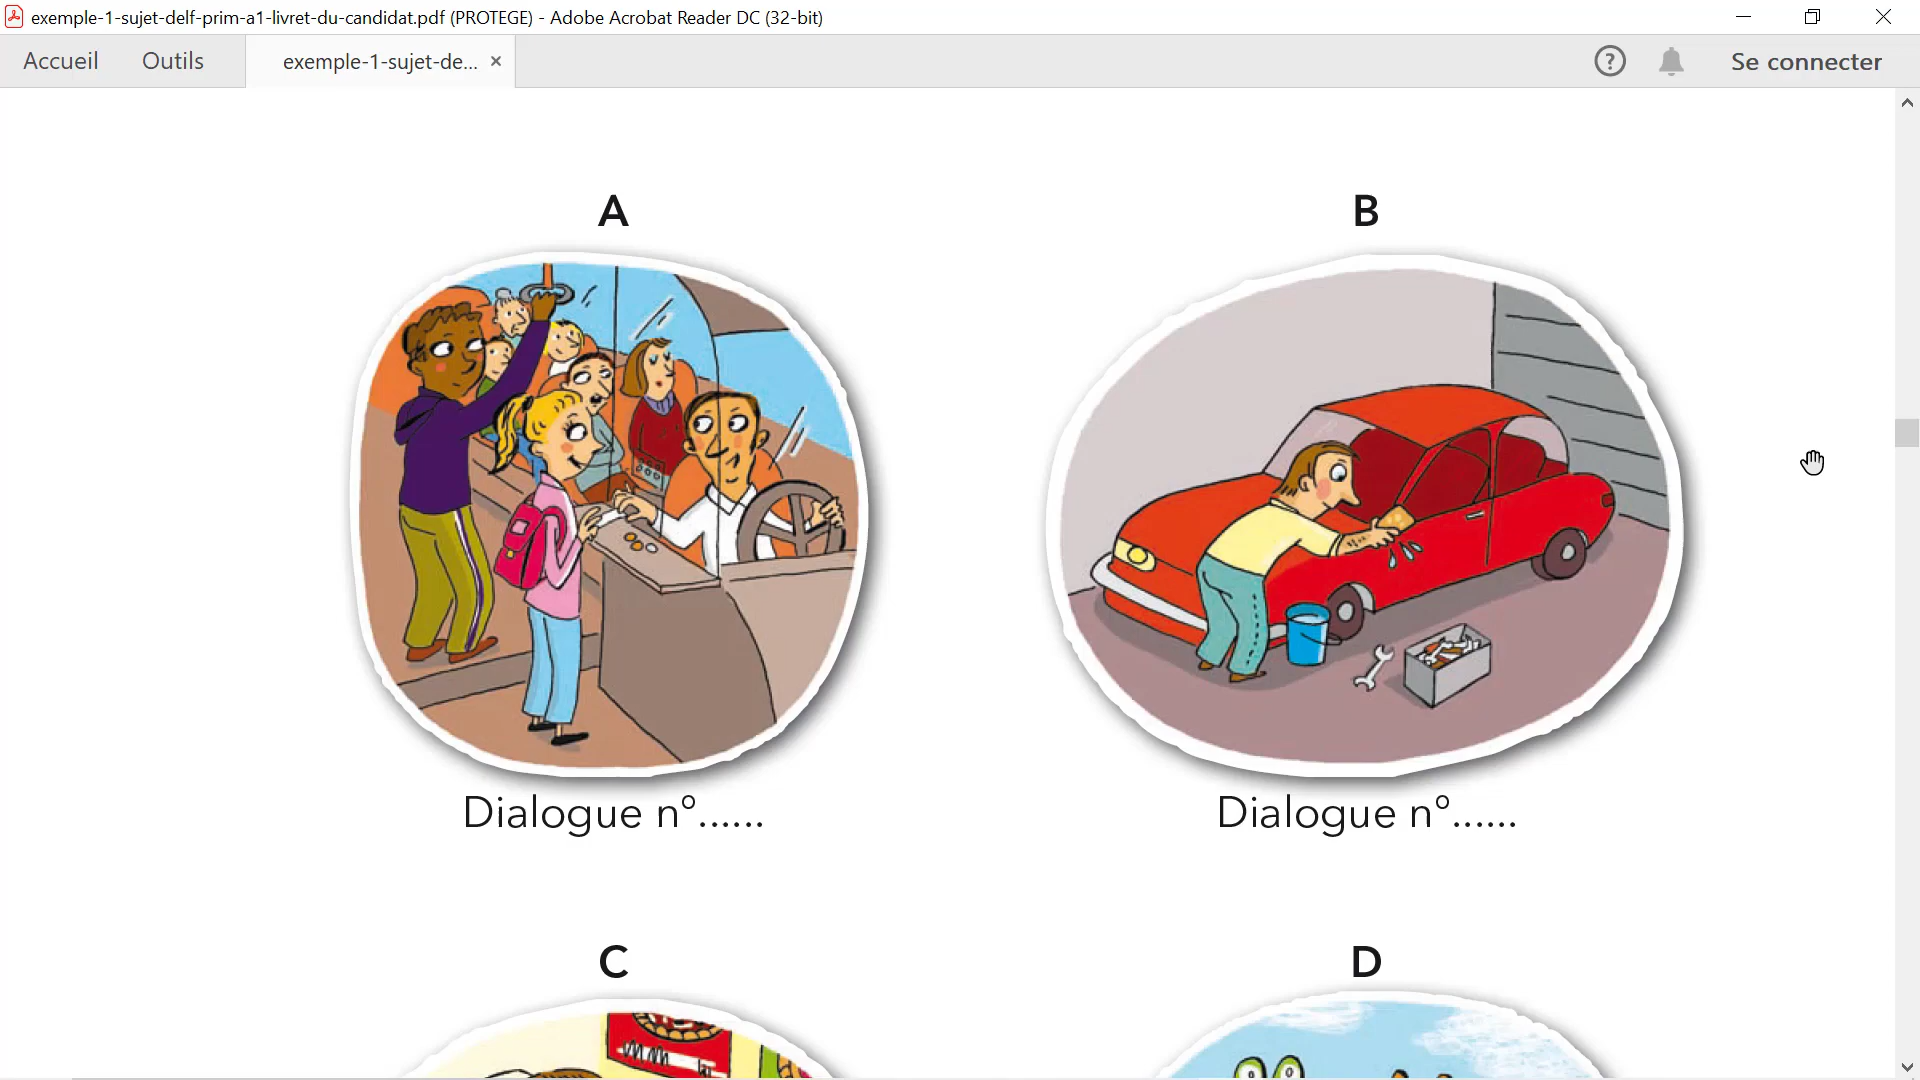 exemple-1-sujet-delf-prim-a1-livret-du-candidat.pdf (PROTEGE) - Adobe Acrobat Reader DC (32-bit)
Accueil Outils exemple-1-sujet-de... × ? Se connecter
A B
Dialogue n°...... Dialogue n°......
C D